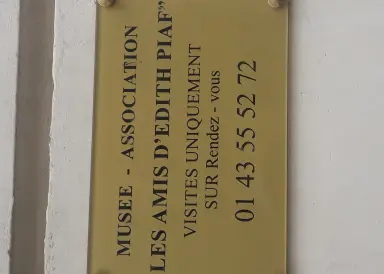 MUSEE - ASSOCIATION
LES AMIS D'EDITH PIAF"
VISITES UNIQUEMENT
SUR Rendez - vous
01 43 55 52 72